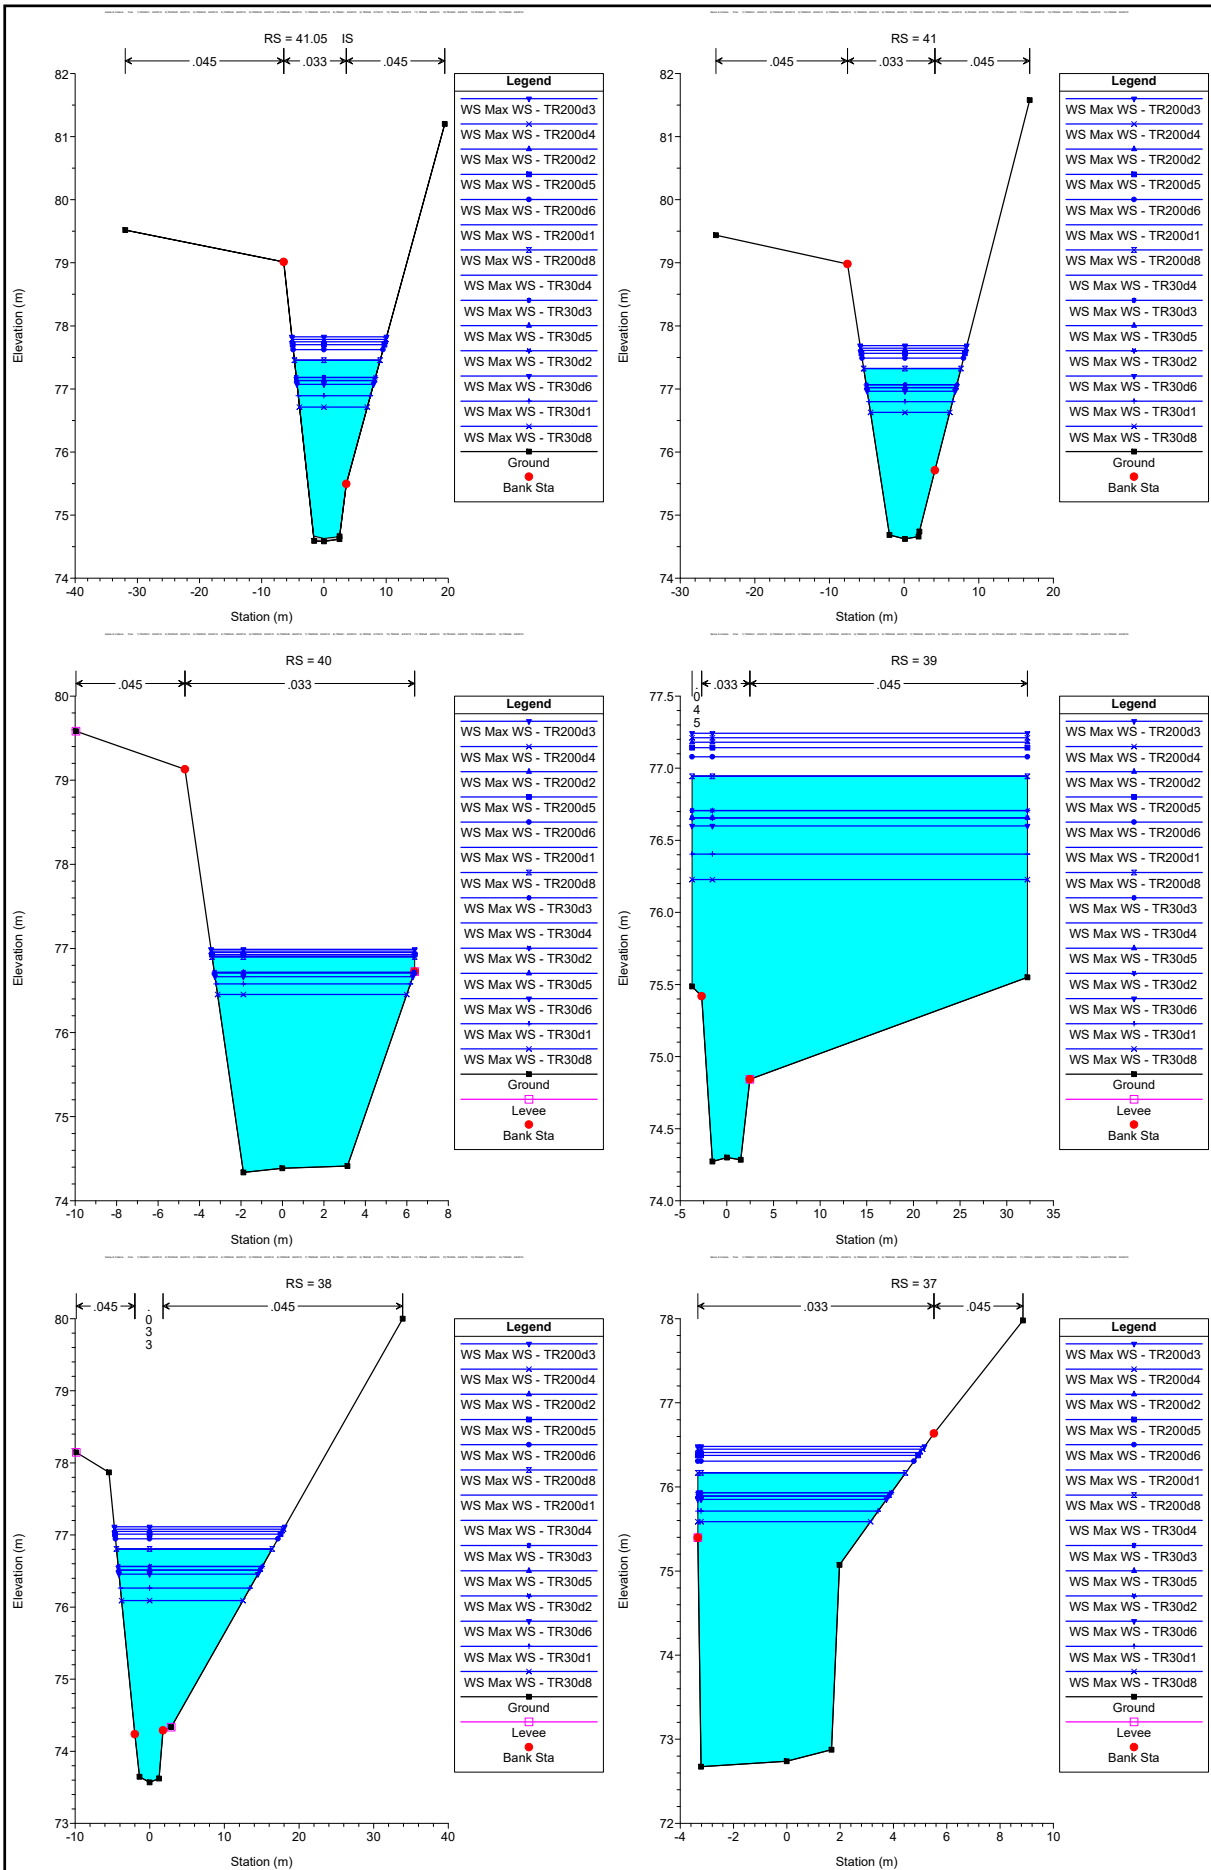 RS = 41.05 IS
.045 .033 .045
82
81
80
79
78
77
76
75
74
Elevation (m)
-40 -30 -20 -10 0 10 20
Station (m)
Legend
WS Max WS - TR200d3
WS Max WS - TR200d4
WS Max WS - TR200d2
WS Max WS - TR200d5
WS Max WS - TR200d6
WS Max WS - TR200d1
WS Max WS - TR200d8
WS Max WS - TR30d4
WS Max WS - TR30d3
WS Max WS - TR30d5
WS Max WS - TR30d2
WS Max WS - TR30d6
WS Max WS - TR30d1
WS Max WS - TR30d8
Ground
Bank Sta
RS = 41
.045 .033 .045
82
81
80
79
78
77
76
75
74
Elevation (m)
-30 -20 -10 0 10 20
Station (m)
Legend
WS Max WS - TR200d3
WS Max WS - TR200d4
WS Max WS - TR200d2
WS Max WS - TR200d5
WS Max WS - TR200d6
WS Max WS - TR200d1
WS Max WS - TR200d8
WS Max WS - TR30d4
WS Max WS - TR30d3
WS Max WS - TR30d5
WS Max WS - TR30d2
WS Max WS - TR30d6
WS Max WS - TR30d1
WS Max WS - TR30d8
Ground
Bank Sta
RS = 40
.045 .033
80
79
78
77
76
75
74
Elevation (m)
-10 -8 -6 -4 -2 0 2 4 6 8
Station (m)
Legend
WS Max WS - TR200d3
WS Max WS - TR200d4
WS Max WS - TR200d2
WS Max WS - TR200d5
WS Max WS - TR200d6
WS Max WS - TR200d1
WS Max WS - TR200d8
WS Max WS - TR30d3
WS Max WS - TR30d4
WS Max WS - TR30d2
WS Max WS - TR30d5
WS Max WS - TR30d6
WS Max WS - TR30d1
WS Max WS - TR30d8
Ground
Levee
Bank Sta
RS = 39
.045 .033 .045
77.5
77.0
76.5
76.0
75.5
75.0
74.5
74.0
Elevation (m)
-5 0 5 10 15 20 25 30 35
Station (m)
Legend
WS Max WS - TR200d3
WS Max WS - TR200d4
WS Max WS - TR200d2
WS Max WS - TR200d5
WS Max WS - TR200d6
WS Max WS - TR200d1
WS Max WS - TR200d8
WS Max WS - TR30d3
WS Max WS - TR30d4
WS Max WS - TR30d5
WS Max WS - TR30d2
WS Max WS - TR30d6
WS Max WS - TR30d1
WS Max WS - TR30d8
Ground
Levee
Bank Sta
RS = 38
.045 .033 .045
80
79
78
77
76
75
74
73
Elevation (m)
-10 0 10 20 30 40
Station (m)
Legend
WS Max WS - TR200d3
WS Max WS - TR200d4
WS Max WS - TR200d2
WS Max WS - TR200d5
WS Max WS - TR200d6
WS Max WS - TR200d8
WS Max WS - TR200d1
WS Max WS - TR30d4
WS Max WS - TR30d3
WS Max WS - TR30d5
WS Max WS - TR30d2
WS Max WS - TR30d6
WS Max WS - TR30d1
WS Max WS - TR30d8
Ground
Levee
Bank Sta
RS = 37
.033 .045
78
77
76
75
74
73
72
Elevation (m)
-4 -2 0 2 4 6 8 10
Station (m)
Legend
WS Max WS - TR200d3
WS Max WS - TR200d4
WS Max WS - TR200d2
WS Max WS - TR200d5
WS Max WS - TR200d6
WS Max WS - TR200d1
WS Max WS - TR200d8
WS Max WS - TR30d4
WS Max WS - TR30d3
WS Max WS - TR30d5
WS Max WS - TR30d2
WS Max WS - TR30d6
WS Max WS - TR30d1
WS Max WS - TR30d8
Ground
Levee
Bank Sta